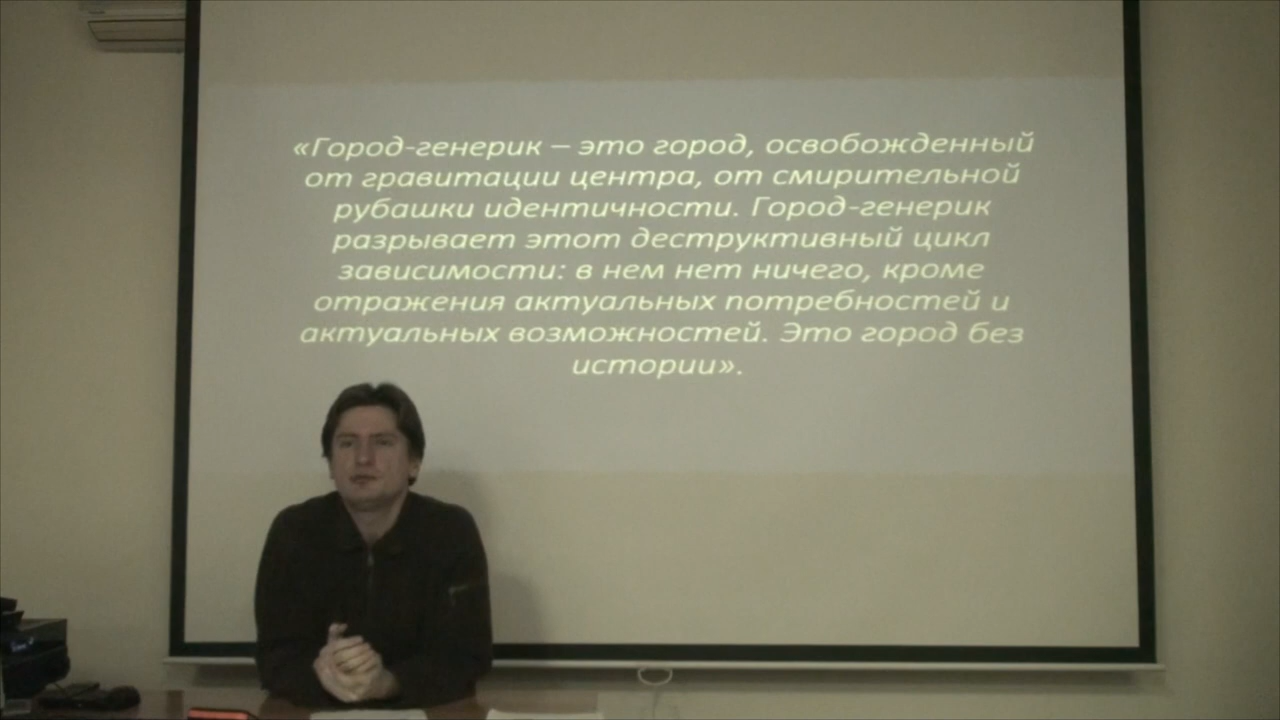 «Город-генерик – это город, освобожденный
от гравитации центра, от смирительной
рубашки идентичности. Город-генерик
разрывает этот деструктивный цикл
зависимости: в нем нет ничего, кроме
отражения актуальных потребностей и
актуальных возможностей. Это город без
истории».